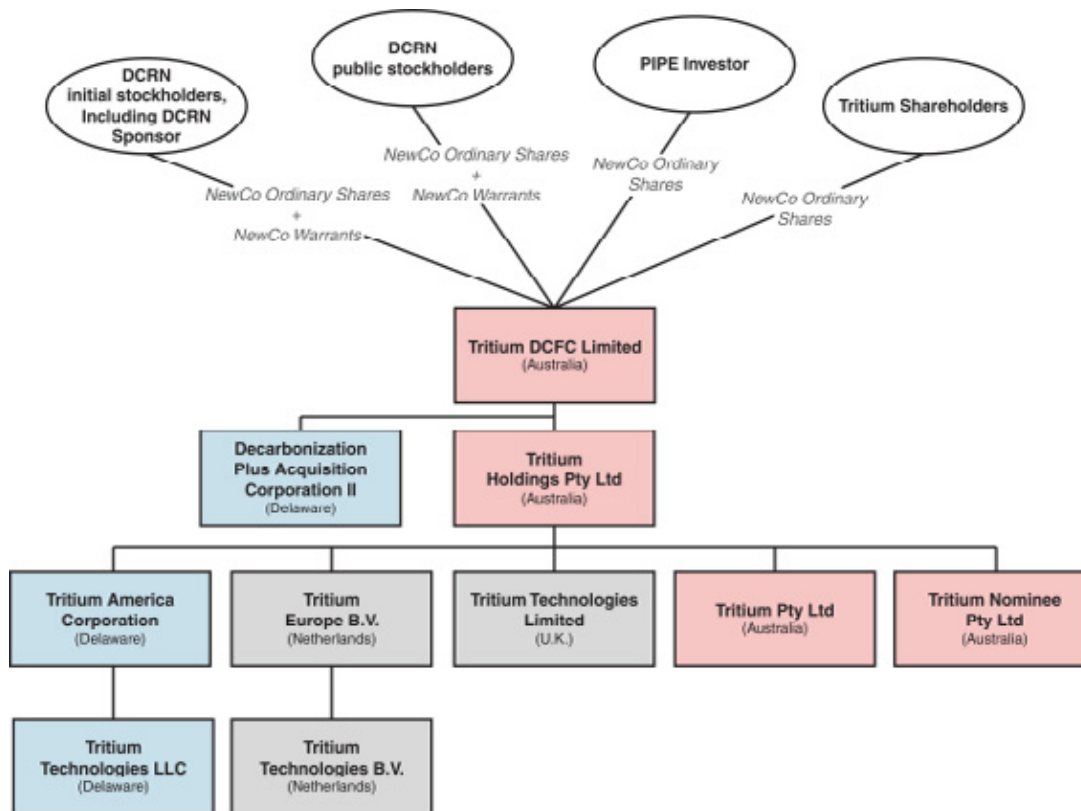 DCRN
initial stockholders,
Including DCRN
Sponsor
DCRN
public stockholders
PIPE Investor
Tritium Shareholders
NewCo Ordinary Shares
+
NewCo Warrants
NewCo Ordinary Shares
+
NewCo Warrants
NewCo Ordinary
Shares
NewCo Ordinary
Shares
Tritium DCFC Limited
(Australia)
Decarbonization
Plus Acquisition
Corporation II
(Delaware)
Tritium
Holdings Pty Ltd
(Australia)
Tritium America
Corporation
(Delaware)
Tritium
Europe B.V.
(Netherlands)
Tritium Technologies
Limited
(U.K.)
Tritium Pty Ltd
(Australia)
Tritium Nominee
Pty Ltd
(Australia)
Tritium
Technologies LLC
(Delaware)
Tritium
Technologies B.V.
(Netherlands)